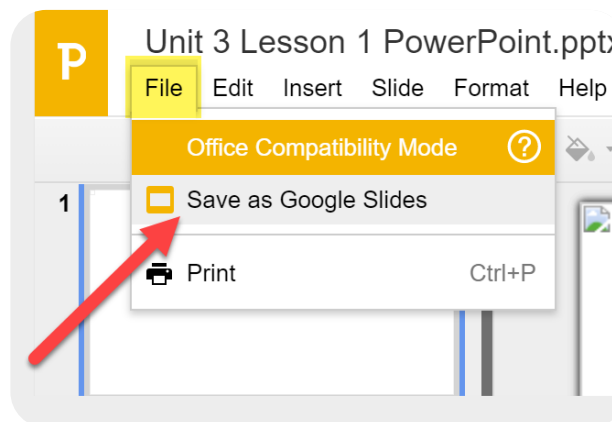 P
Unit 3 Lesson 1 PowerPoint.pptx
File Edit Insert Slide Format Help
Office Compatibility Mode ?
1
Save as Google Slides
Print Ctrl+P